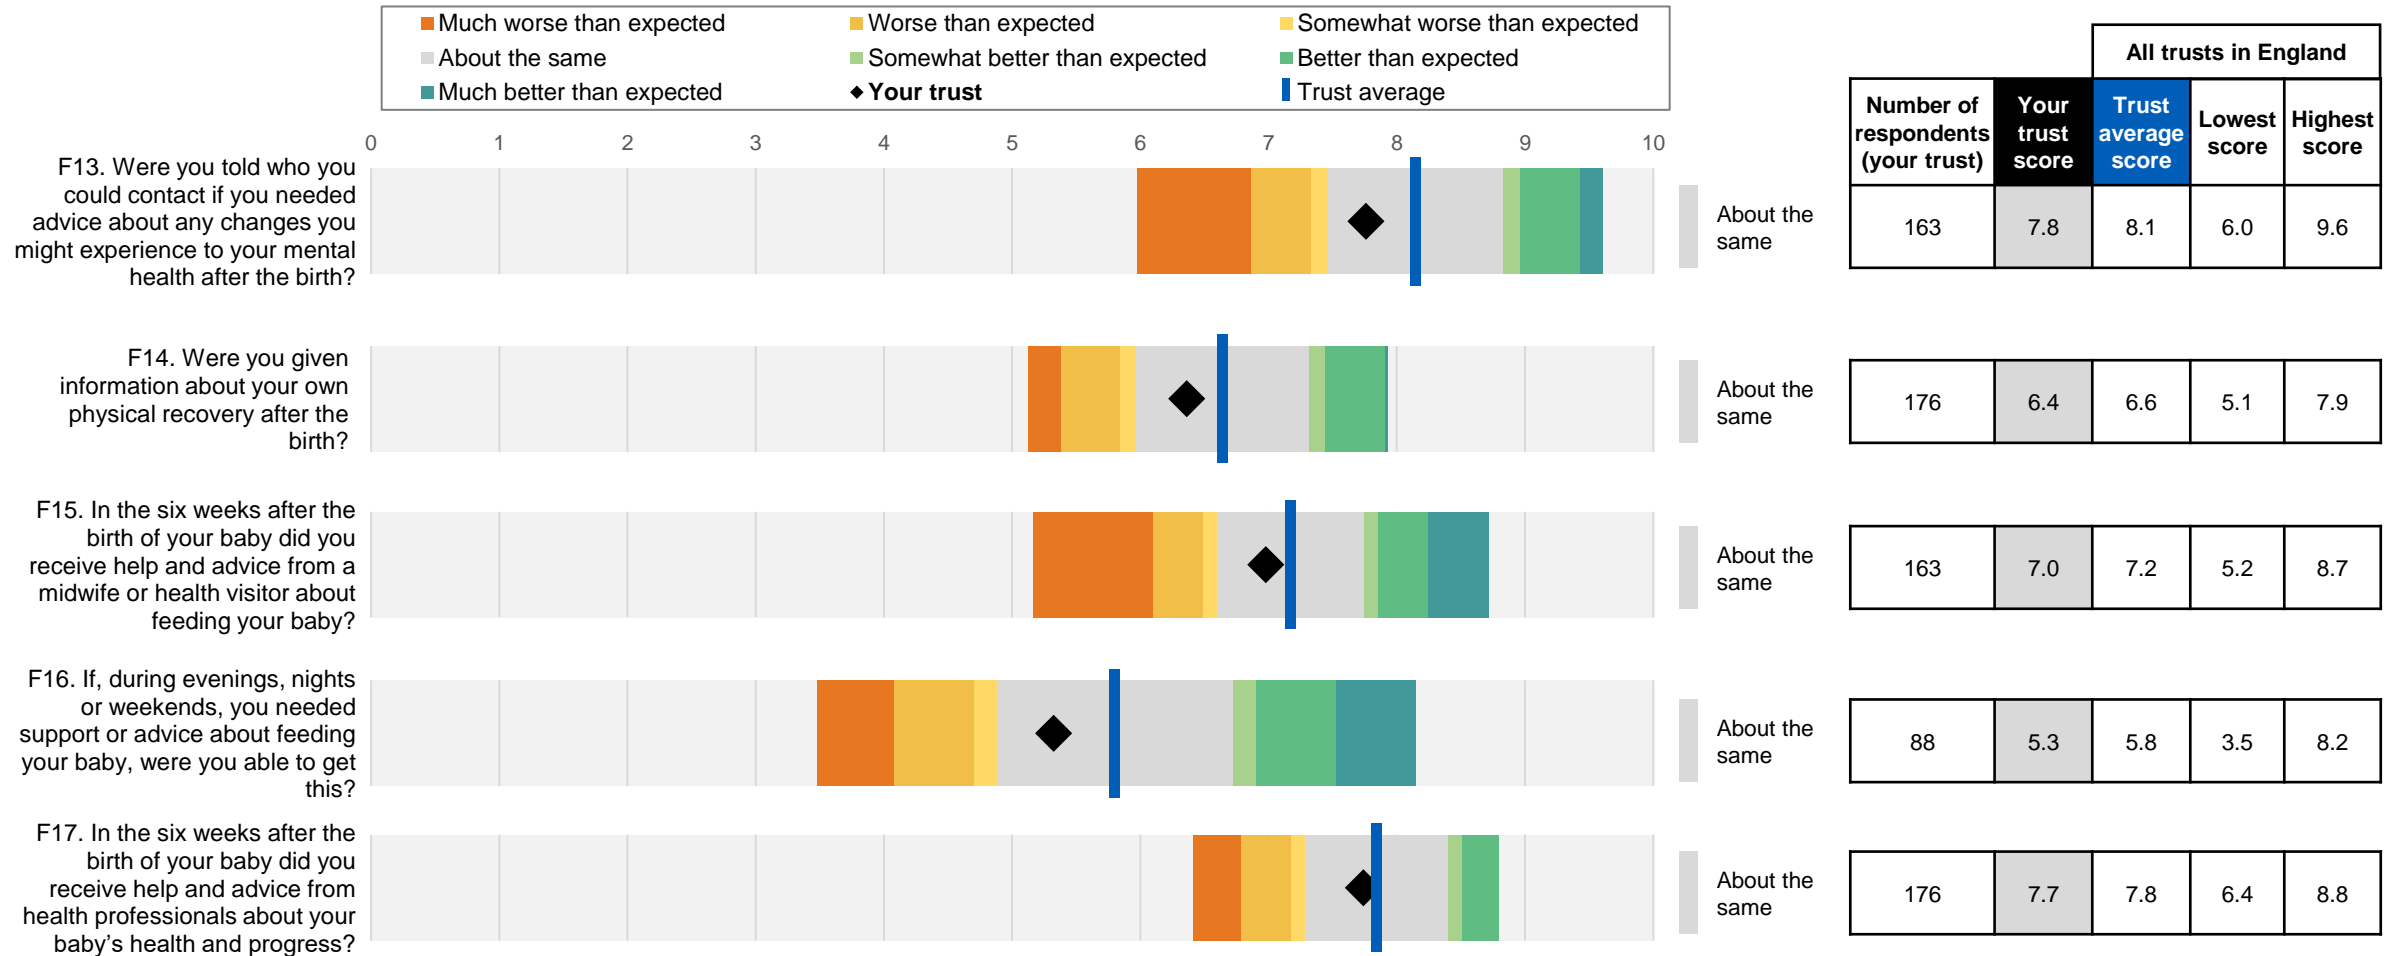 Much worse than expected
Worse than expected
Somewhat worse than expected
About the same
Somewhat better than expected
Better than expected
Much better than expected
Your trust
Trust average
All trusts in England
Number of
respondents
(your trust)
Your
trust
score
Trust
average
score
Lowest
score
Highest
score
0 1 2 3 4 5 6 7 8 9 10
F13. Were you told who you
could contact if you needed
advice about any changes you
might experience to your mental
health after the birth?
About the
same
163 7.8 8.1 6.0 9.6
F14. Were you given
information about your own
physical recovery after the
birth?
About the
same
176 6.4 6.6 5.1 7.9
F15. In the six weeks after the
birth of your baby did you
receive help and advice from a
midwife or health visitor about
feeding your baby?
About the
same
163 7.0 7.2 5.2 8.7
F16. If, during evenings, nights
or weekends, you needed
support or advice about feeding
your baby, were you able to get
this?
About the
same
88 5.3 5.8 3.5 8.2
F17. In the six weeks after the
birth of your baby did you
receive help and advice from
health professionals about your
baby’s health and progress?
About the
same
176 7.7 7.8 6.4 8.8